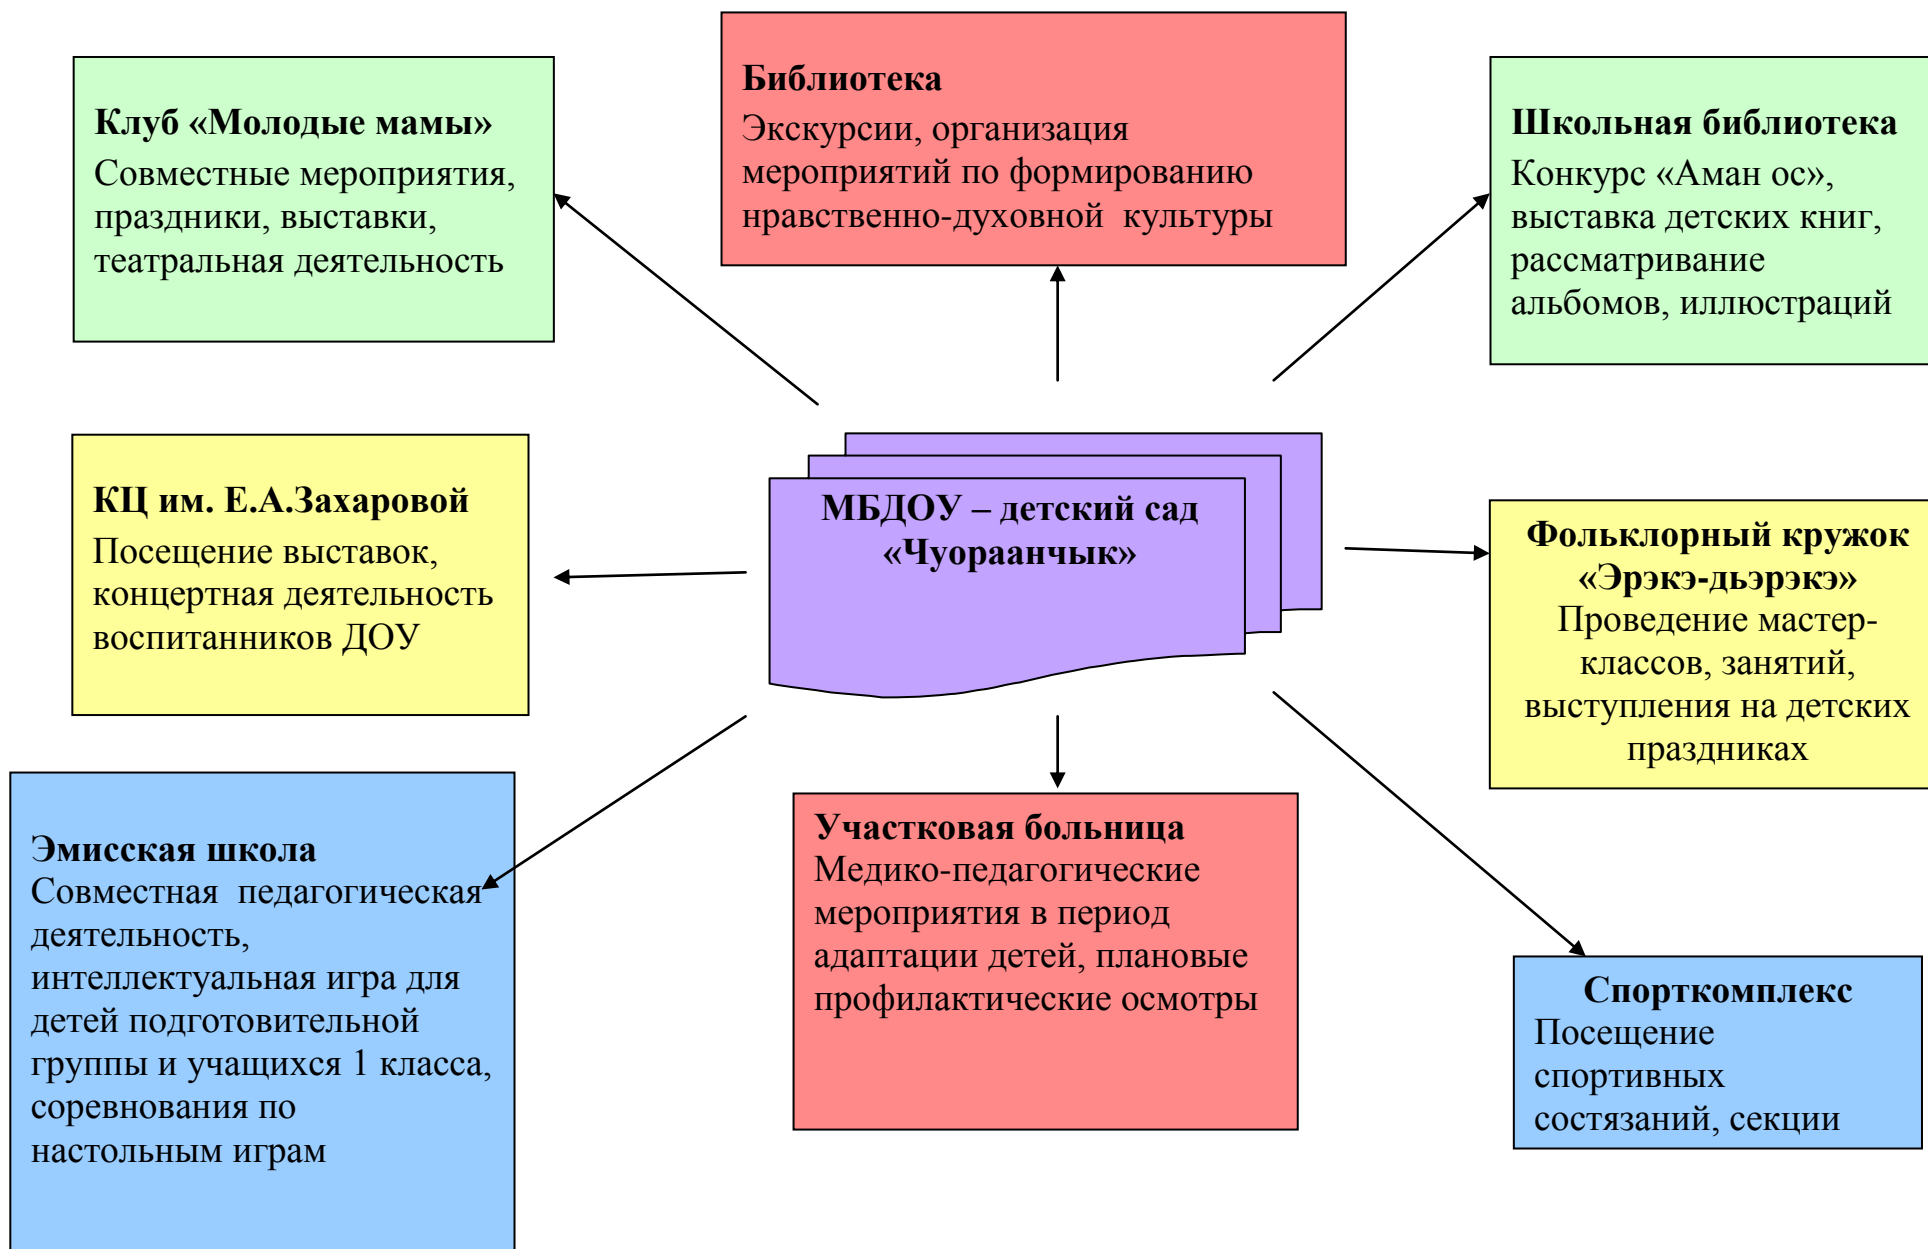 Клуб «Молодые мамы»
Совместные мероприятия,
праздники, выставки,
театральная деятельность
Библиотека
Экскурсии, организация
мероприятий по формированию
нравственно-духовной культуры
Школьная библиотека
Конкурс «Аман ос»,
выставка детских книг,
рассматривание
альбомов, иллюстраций
КЦ им. Е.А.Захаровой
Посещение выставок,
концертная деятельность
воспитанников ДОУ
МБДОУ – детский сад
«Чуораанчык»
Фольклорный кружок
«Эрэкэ-дьэрэкэ»
Проведение мастер-
классов, занятий,
выступления на детских
праздниках
Эмисская школа
Совместная педагогическая
деятельность,
интеллектуальная игра для
детей подготовительной
группы и учащихся 1 класса,
соревнования по
настольным играм
Участковая больница
Медико-педагогические
мероприятия в период
адаптации детей, плановые
профилактические осмотры
Спорткомплекс
Посещение
спортивных
состязаний, секции